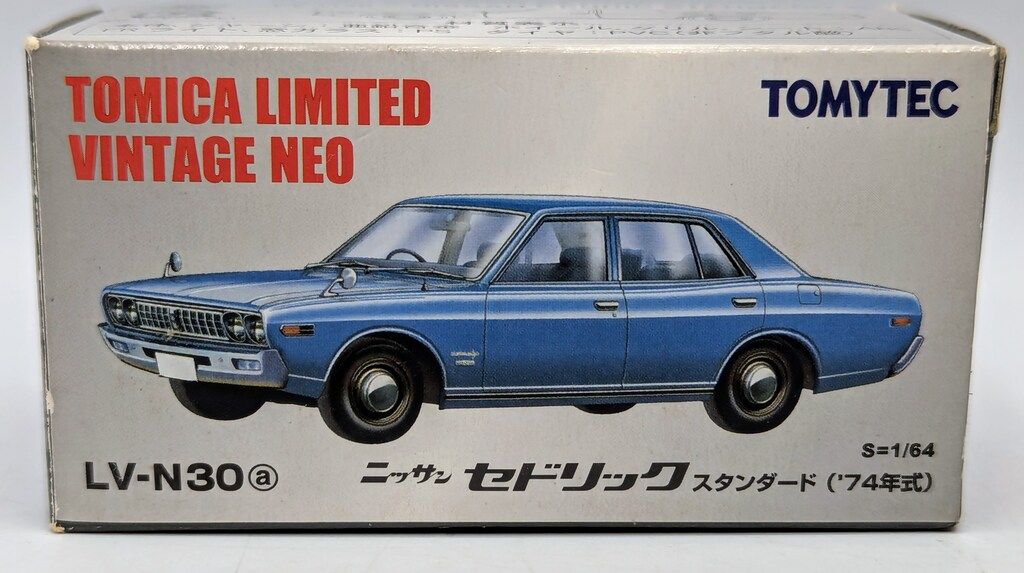 TOMICA LIMITED
VINTAGE NEO
TOMYTEC
S=1/64
LV-N30ⓐ
ニッサン セドリック スタンダード ('74年式)